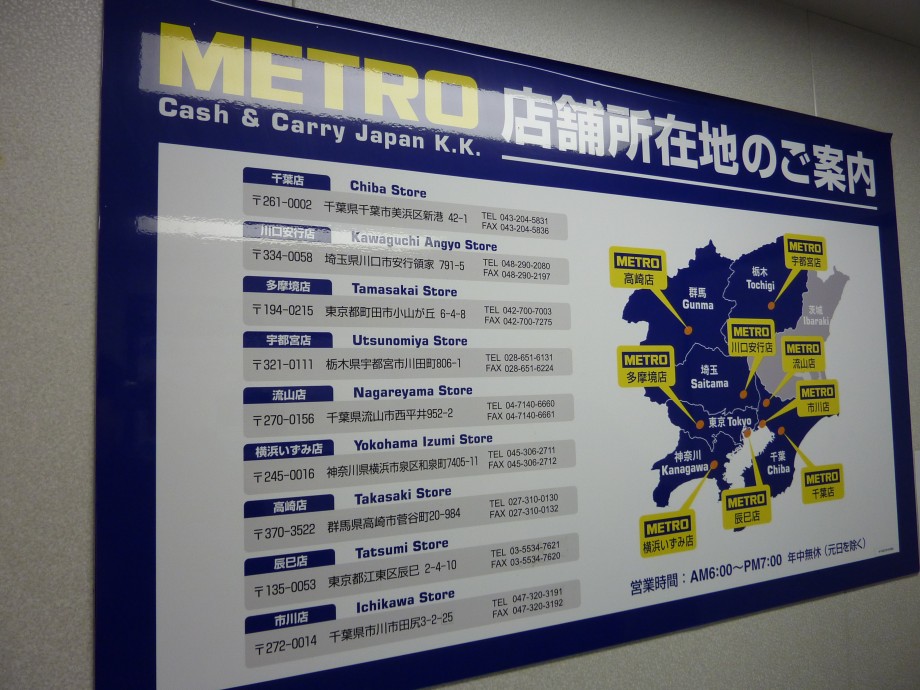 METRO
Cash & Carry Japan K.K.
店舗所在地のご案内
千葉店 Chiba Store
〒261-0002 千葉県千葉市美浜区新港 42-1 TEL 043-204-5831
FAX 043-204-5836
川口安行店 Kawaguchi Angyo Store
〒334-0058 埼玉県川口市安行領家 791-5 TEL 048-290-2080
FAX 048-290-2197
多摩境店 Tamasakai Store
〒194-0215 東京都町田市小山ヶ丘 6-4-8 TEL 042-700-7003
FAX 042-700-7275
宇都宮店 Utsunomiya Store
〒321-0111 栃木県宇都宮市川田町806-1 TEL 028-651-6131
FAX 028-651-6224
流山店 Nagareyama Store
〒270-0156 千葉県流山市西平井952-2 TEL 04-7140-6660
FAX 04-7140-6661
横浜いずみ店 Yokohama Izumi Store
〒245-0016 神奈川県横浜市泉区和泉町7405-11 TEL 045-306-2711
FAX 045-306-2712
高崎店 Takasaki Store
〒370-3522 群馬県高崎市菅谷町20-984 TEL 027-310-0130
FAX 027-310-0132
辰巳店 Tatsumi Store
〒135-0053 東京都江東区辰巳 2-4-10 TEL 03-5534-7621
FAX 03-5534-7620
市川店 Ichikawa Store
〒272-0014 千葉県市川市田尻3-2-25 TEL 047-320-3191
FAX 047-320-3192
METRO
宇都宮店
METRO
高崎店
栃木
Tochigi
群馬
Gunma
茨城
Ibaraki
METRO
川口安行店
METRO
流山店
METRO
多摩境店
埼玉
Saitama
METRO
市川店
東京 Tokyo
神奈川
Kanagawa
千葉
Chiba
METRO
千葉店
METRO
辰巳店
METRO
横浜いずみ店
営業時間：AM6:00〜PM7:00 年中無休（元日を除く）